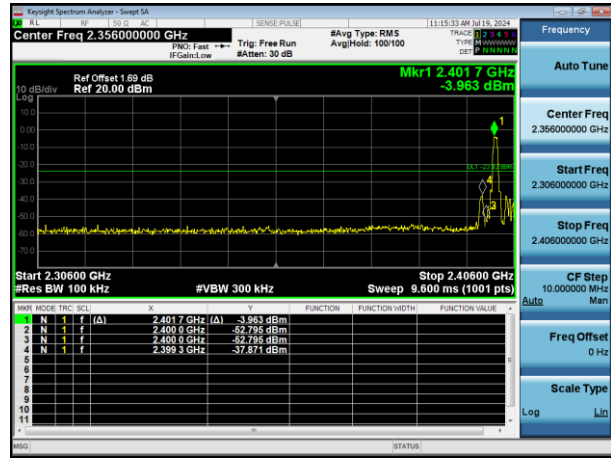 Keysight Spectrum Analyzer - Swept SA
RL RF 50 Ω AC SENSE:PULSE 11:15:33 AM Jul 19, 2024
Center Freq 2.356000000 GHz
PNO: Fast
IFGain:Low
Trig: Free Run
#Atten: 30 dB
#Avg Type: RMS
Avg|Hold: 100/100
TRACE 1 2 3 4 5 6
TYPE M WWWWW
DET P N N N N N
Frequency
Auto Tune
Center Freq
2.356000000 GHz
Start Freq
2.306000000 GHz
Stop Freq
2.406000000 GHz
CF Step
10.000000 MHz
Auto Man
Freq Offset
0 Hz
Scale Type
Log Lin
Ref Offset 1.69 dB
10 dB/div Ref 20.00 dBm
Mkr1 2.401 7 GHz
-3.963 dBm
Log
10.0
0.00
-10.0
-20.0
-30.0
-40.0
-50.0
-60.0
-70.0
1
4
3
Start 2.30600 GHz Stop 2.40600 GHz
#Res BW 100 kHz #VBW 300 kHz Sweep 9.600 ms (1001 pts)
MKR MODE TRC SCL X Y FUNCTION FUNCTION WIDTH FUNCTION VALUE
1 N 1 f (Δ) 2.401 7 GHz (Δ) -3.963 dBm
2 N 1 f 2.400 0 GHz -52.795 dBm
3 N 1 f 2.400 0 GHz -52.795 dBm
4 N 1 f 2.399 3 GHz -37.871 dBm
5
6
7
8
9
10
11
MSG STATUS